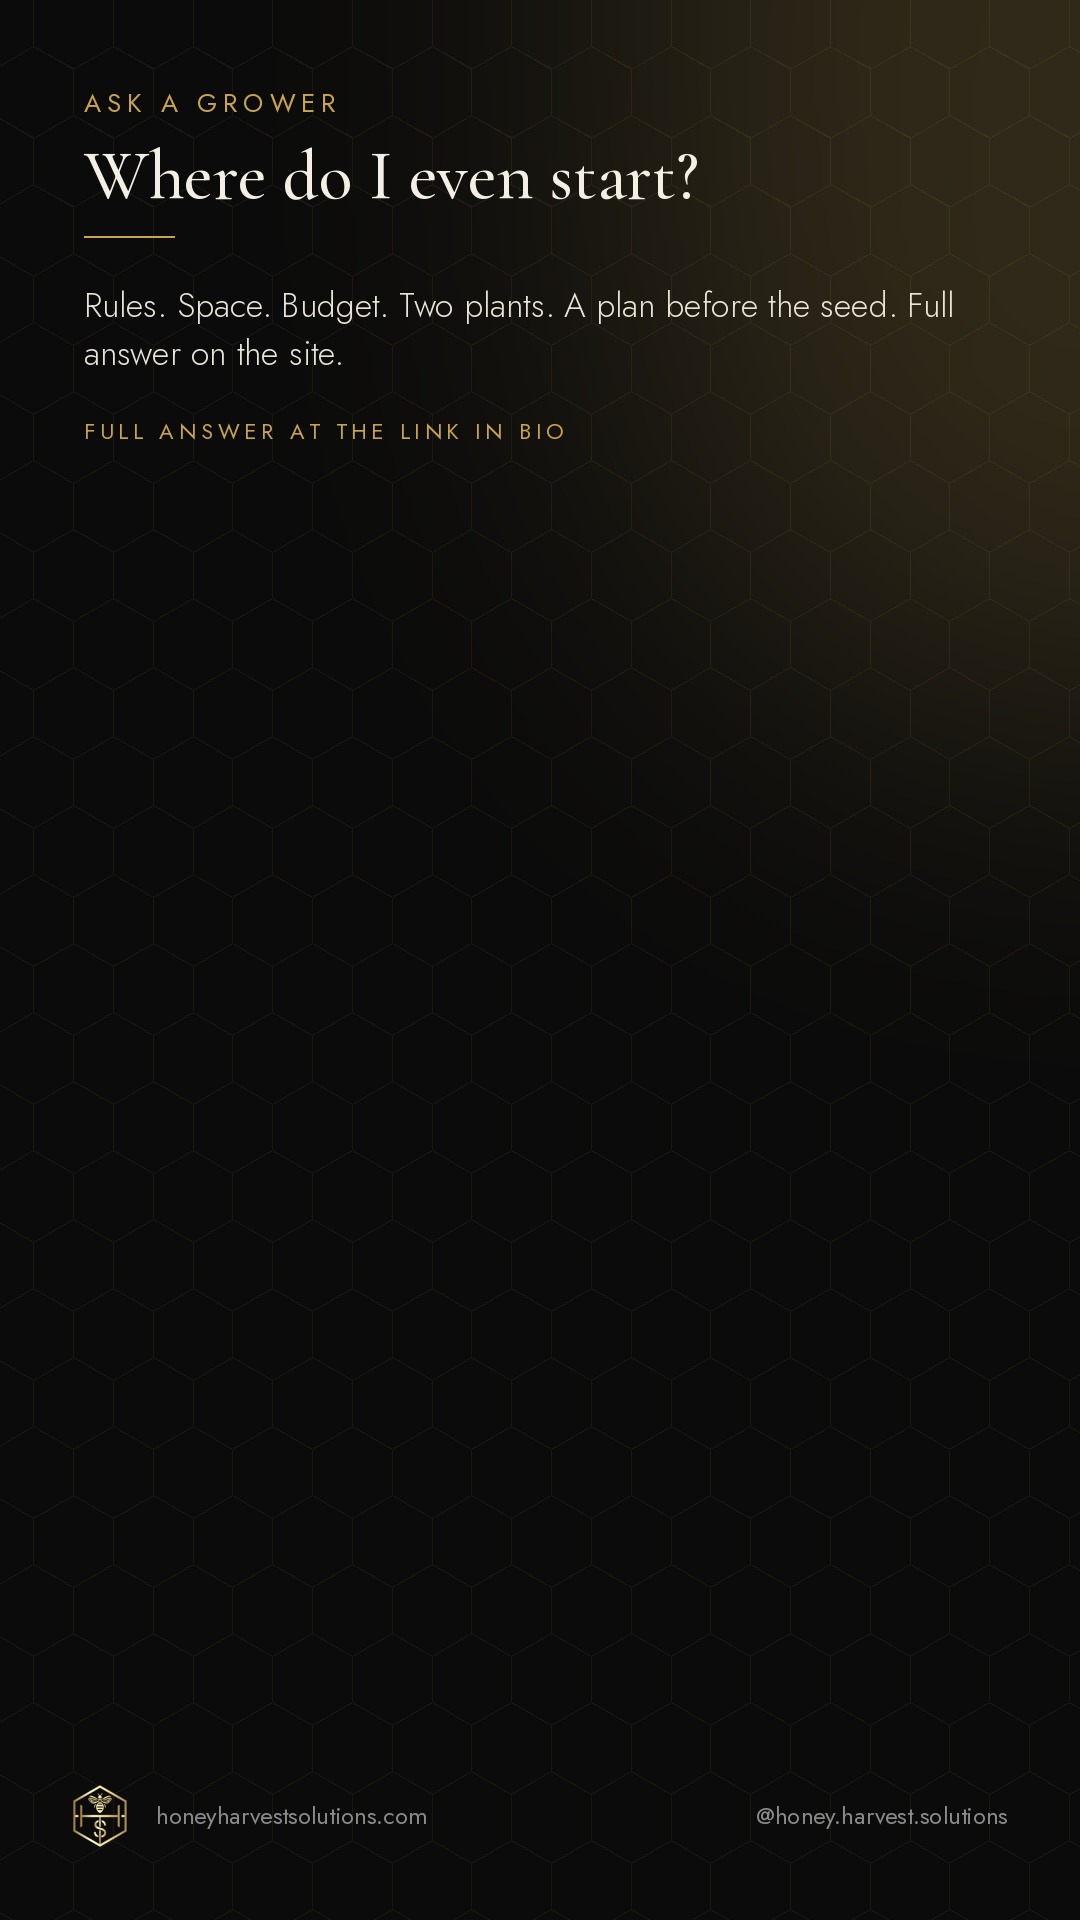 ASK A GROWER
Where do I even start?
Rules. Space. Budget. Two plants. A plan before the seed. Full
answer on the site.
FULL ANSWER AT THE LINK IN BIO
H H
S
honeyharvestsolutions.com
@honey.harvest.solutions